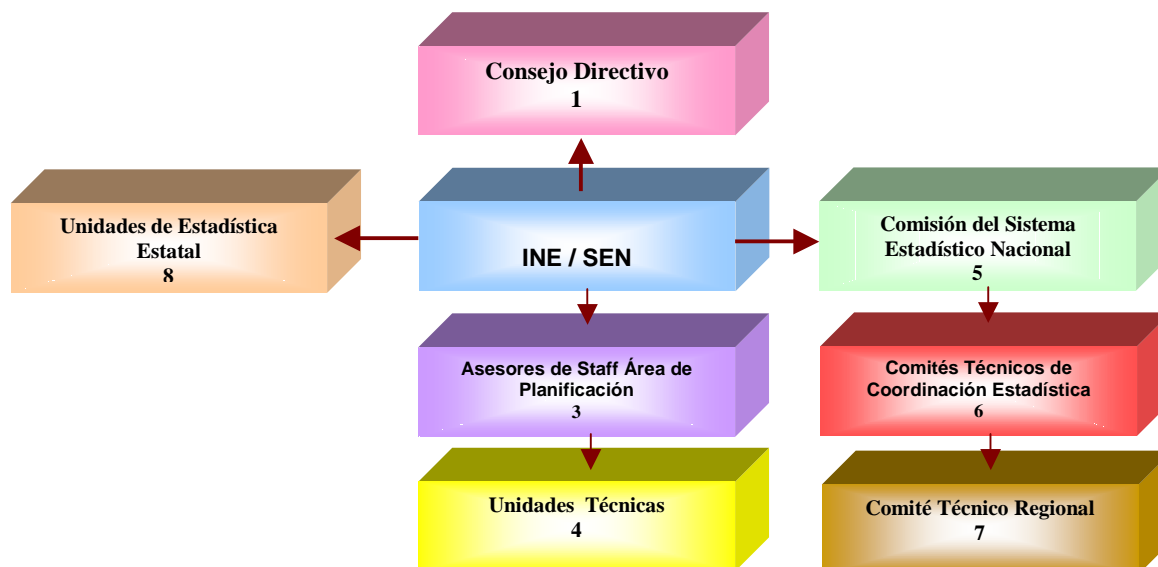 Consejo Directivo
1
Unidades de Estadística
Estatal
8
INE / SEN
Comisión del Sistema
Estadístico Nacional
5
Asesores de Staff Área de
Planificación
3
Comités Técnicos de
Coordinación Estadística
6
Unidades Técnicas
4
Comité Técnico Regional
7